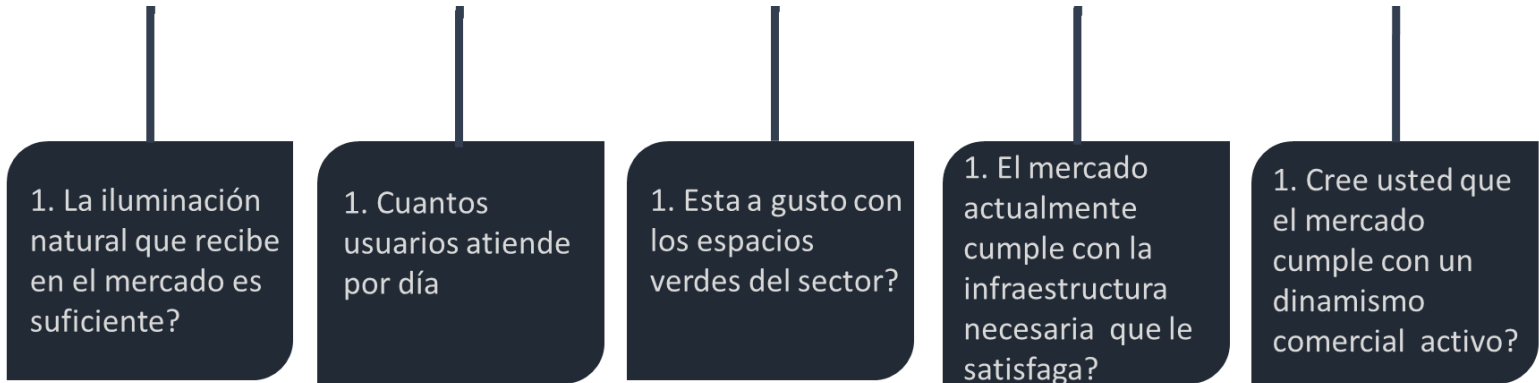 1. La iluminación
natural que recibe
en el mercado es
suficiente?
1. Cuantos
usuarios atiende
por día
1. Esta a gusto con
los espacios
verdes del sector?
1. El mercado
actualmente
cumple con la
infraestructura
necesaria que le
satisfaga?
1. Cree usted que
el mercado
cumple con un
dinamismo
comercial activo?